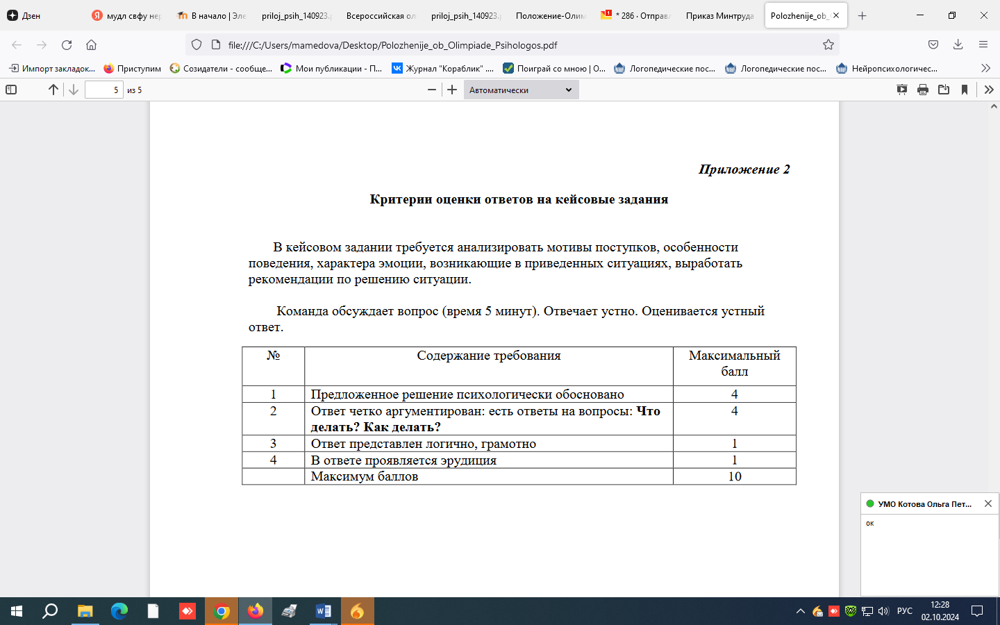 Дзен
мудл свфу нер
В начало | Эле
priloj_psih_140923.p
Всероссийская оли
priloj_psih_140923.p
Положение-Олим
* 286 · Отправл
Приказ Минтруда
Polozhenije_ob_O
file:///C:/Users/mamedova/Desktop/Polozhenije_ob_Olimpiade_Psihologos.pdf
Импорт закладок...
Приступим
Созидатели - сообще...
Мои публикации - П...
Журнал "Кораблик" ....
Поиграй со мною | О...
Логопедические пос...
Логопедические пос...
Нейропсихологичес...
5 из 5
Автоматически
Приложение 2
Критерии оценки ответов на кейсовые задания
В кейсовом задании требуется анализировать мотивы поступков, особенности
поведения, характера эмоции, возникающие в приведенных ситуациях, выработать
рекомендации по решению ситуации.
Команда обсуждает вопрос (время 5 минут). Отвечает устно. Оценивается устный
ответ.
№ Содержание требования Максимальный
балл
1 Предложенное решение психологически обосновано 4
2 Ответ четко аргументирован: есть ответы на вопросы: Что 4
делать? Как делать?
3 Ответ представлен логично, грамотно 1
4 В ответе проявляется эрудиция 1
Максимум баллов 10
УМО Котова Ольга Пет...
ок
РУС
12:28
02.10.2024